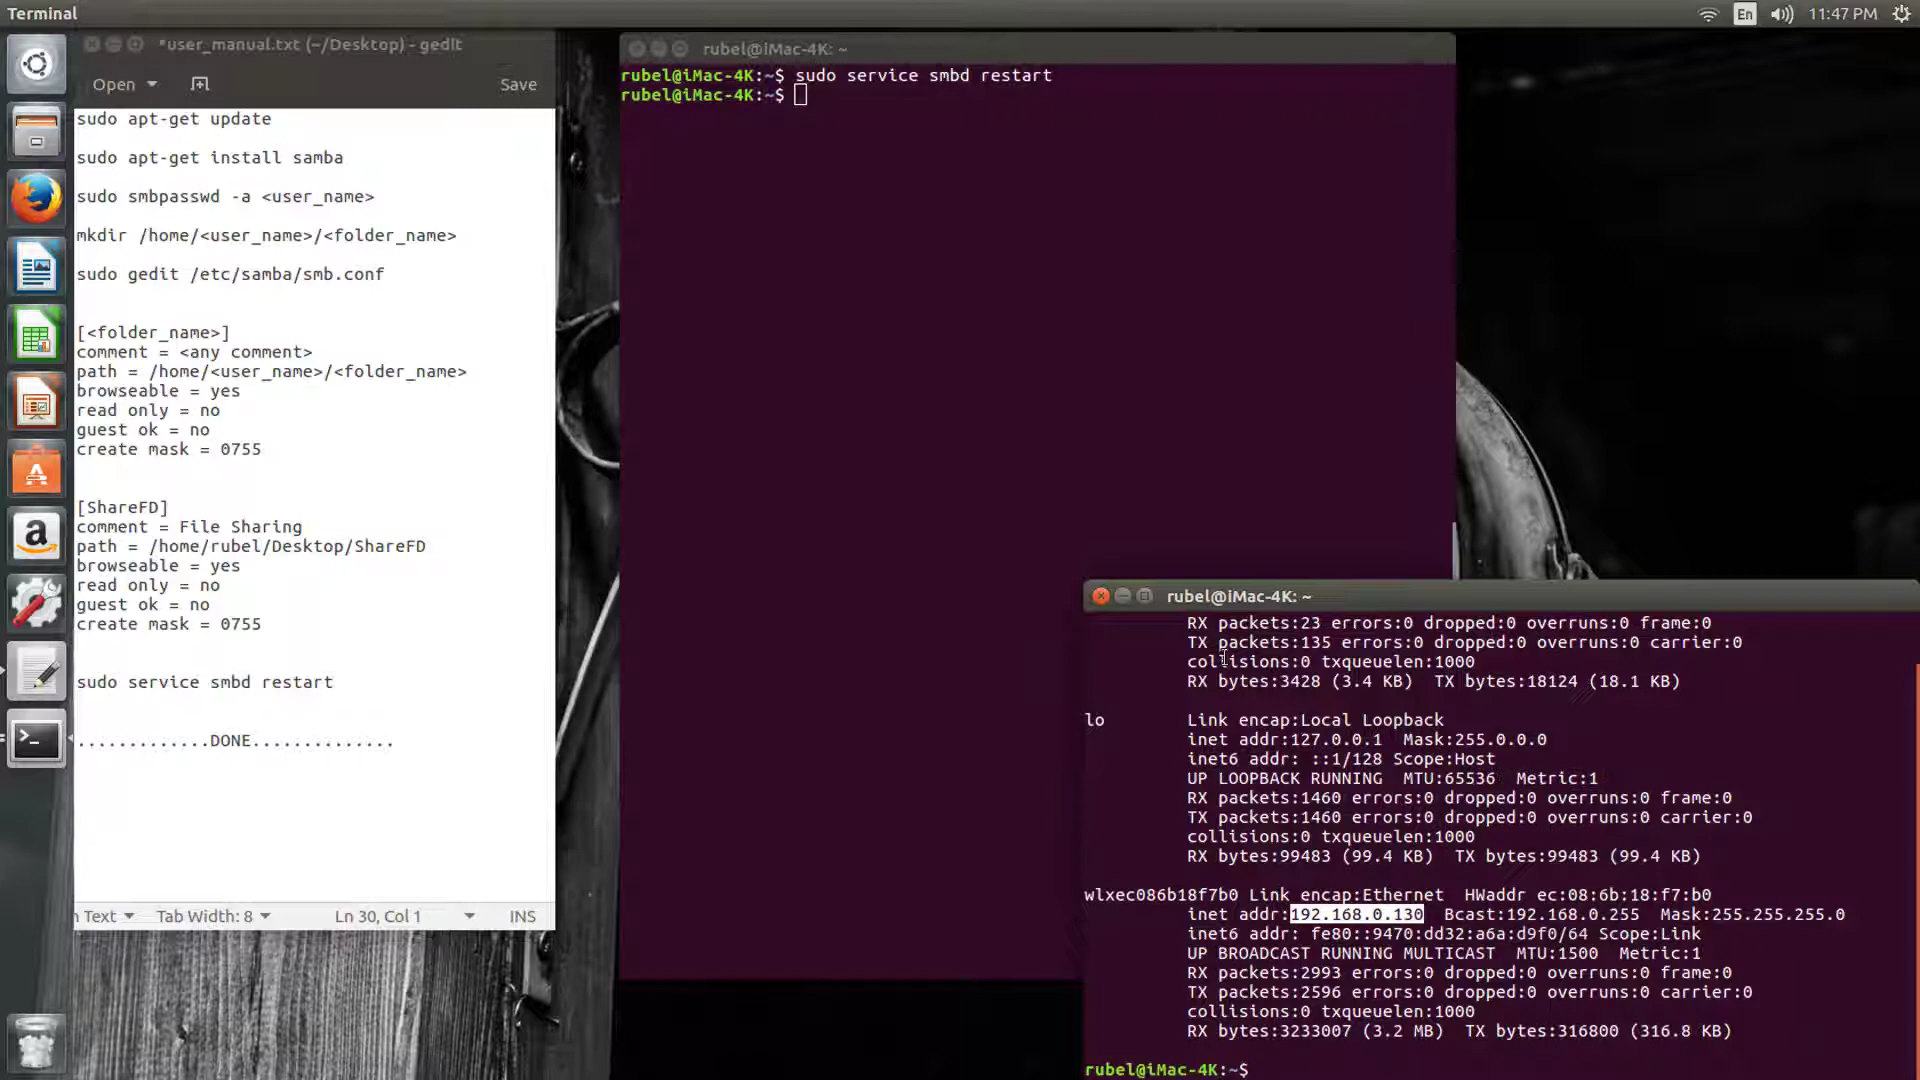 Terminal
En
11:47 PM
*user_manual.txt (~/Desktop) - gedit
Open
Save
sudo apt-get update
sudo apt-get install samba
sudo smbpasswd -a <user_name>
mkdir /home/<user_name>/<folder_name>
sudo gedit /etc/samba/smb.conf
[<folder_name>]
comment = <any comment>
path = /home/<user_name>/<folder_name>
browseable = yes
read only = no
guest ok = no
create mask = 0755
[ShareFD]
comment = File Sharing
path = /home/rubel/Desktop/ShareFD
browseable = yes
read only = no
guest ok = no
create mask = 0755
sudo service smbd restart
.............DONE..............
n Text
Tab Width: 8
Ln 30, Col 1
INS
rubel@iMac-4K: ~
rubel@iMac-4K:~$ sudo service smbd restart
rubel@iMac-4K:~$
rubel@iMac-4K: ~
RX packets:23 errors:0 dropped:0 overruns:0 frame:0
TX packets:135 errors:0 dropped:0 overruns:0 carrier:0
collisions:0 txqueuelen:1000
RX bytes:3428 (3.4 KB)  TX bytes:18124 (18.1 KB)
lo        Link encap:Local Loopback
inet addr:127.0.0.1  Mask:255.0.0.0
inet6 addr: ::1/128 Scope:Host
UP LOOPBACK RUNNING  MTU:65536  Metric:1
RX packets:1460 errors:0 dropped:0 overruns:0 frame:0
TX packets:1460 errors:0 dropped:0 overruns:0 carrier:0
collisions:0 txqueuelen:1000
RX bytes:99483 (99.4 KB)  TX bytes:99483 (99.4 KB)
wlxec086b18f7b0 Link encap:Ethernet  HWaddr ec:08:6b:18:f7:b0
inet addr:192.168.0.130  Bcast:192.168.0.255  Mask:255.255.255.0
inet6 addr: fe80::9470:dd32:a6a:d9f0/64 Scope:Link
UP BROADCAST RUNNING MULTICAST  MTU:1500  Metric:1
RX packets:2993 errors:0 dropped:0 overruns:0 frame:0
TX packets:2596 errors:0 dropped:0 overruns:0 carrier:0
collisions:0 txqueuelen:1000
RX bytes:3233007 (3.2 MB)  TX bytes:316800 (316.8 KB)
rubel@iMac-4K:~$